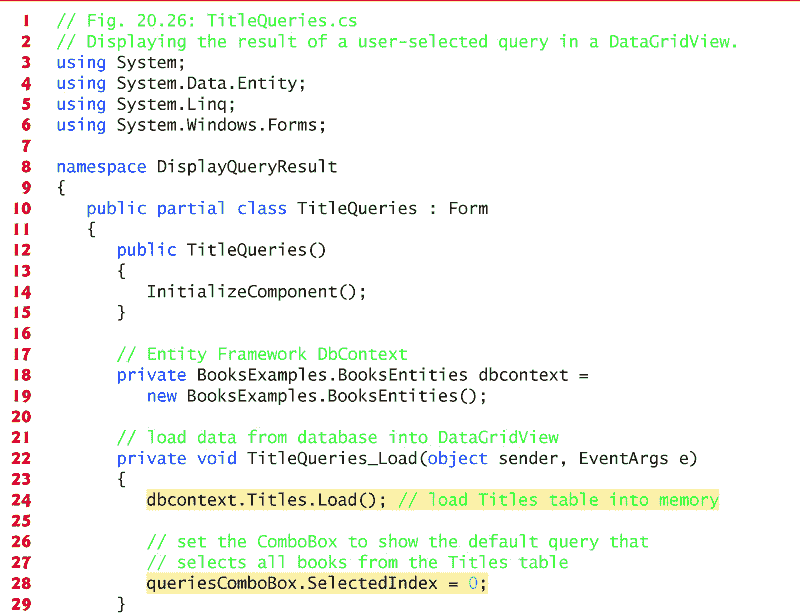 1 // Fig. 20.26: TitleQueries.cs
2 // Displaying the result of a user-selected query in a DataGridView.
3 using System;
4 using System.Data.Entity;
5 using System.Linq;
6 using System.Windows.Forms;
7
8 namespace DisplayQueryResult
9 {
10 public partial class TitleQueries : Form
11 {
12 public TitleQueries()
13 {
14 InitializeComponent();
15 }
16
17 // Entity Framework DbContext
18 private BooksExamples.BooksEntities dbcontext =
19 new BooksExamples.BooksEntities();
20
21 // load data from database into DataGridView
22 private void TitleQueries_Load(object sender, EventArgs e)
23 {
24 dbcontext.Titles.Load(); // load Titles table into memory
25
26 // set the ComboBox to show the default query that
27 // selects all books from the Titles table
28 queriesComboBox.SelectedIndex = 0;
29 }